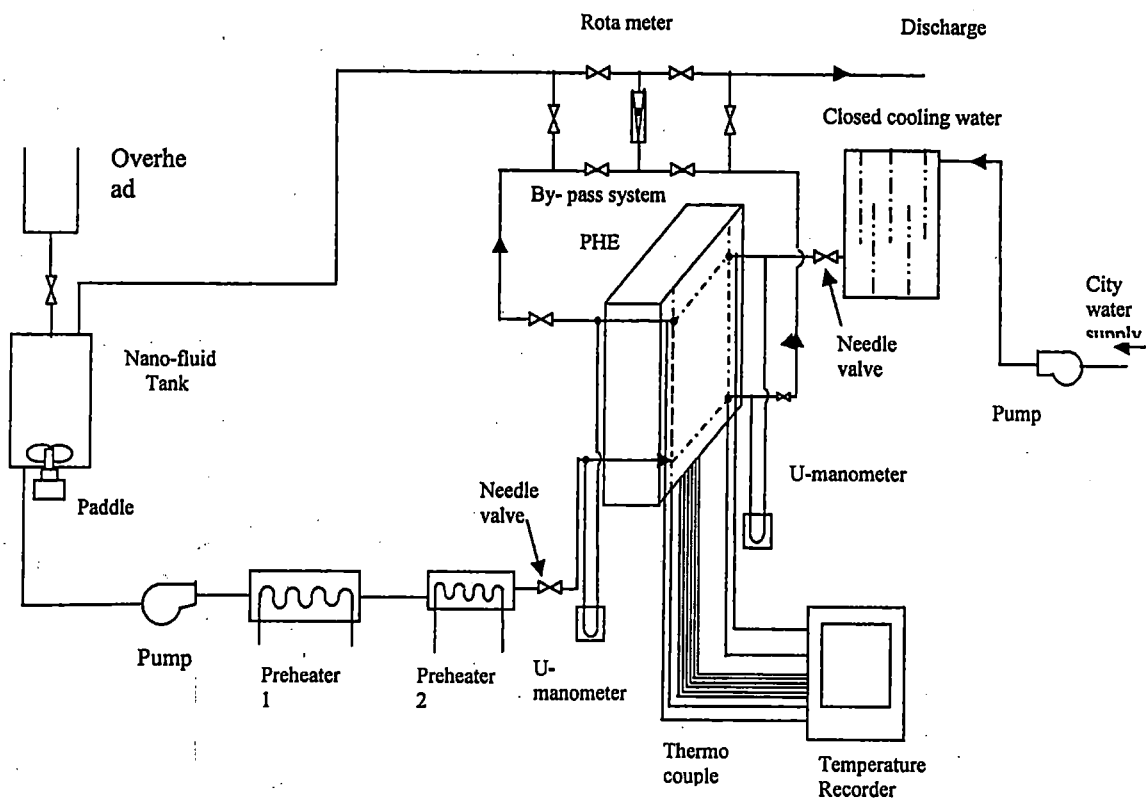 Rota meter
Discharge
Closed cooling water
Overhe
ad
By- pass system
PHE
City
water
supply
Nano-fluid
Tank
Needle
valve
Pump
Paddle
Needle
valve
U-manometer
Pump
Preheater
1
Preheater
2
U-
manometer
Thermo
couple
Temperature
Recorder